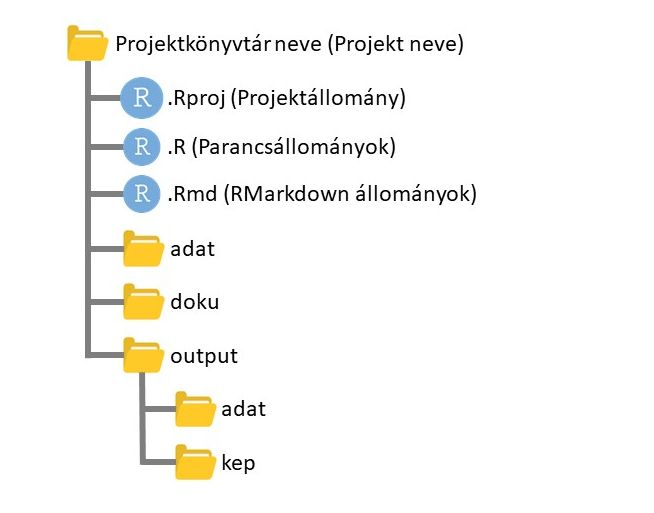 Projektkönyvtár neve (Projekt neve)
R .Rproj (Projektállomány)
R .R (Parancsállományok)
R .Rmd (RMarkdown állományok)
adat
doku
output
adat
kep